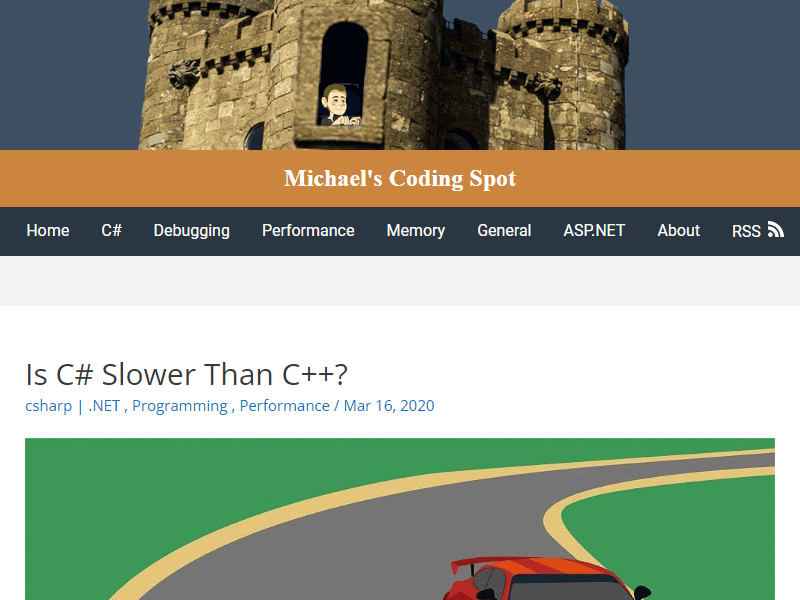 Michael's Coding Spot
Home C# Debugging Performance Memory General ASP.NET About RSS
Is C# Slower Than C++?
csharp | .NET , Programming , Performance / Mar 16, 2020